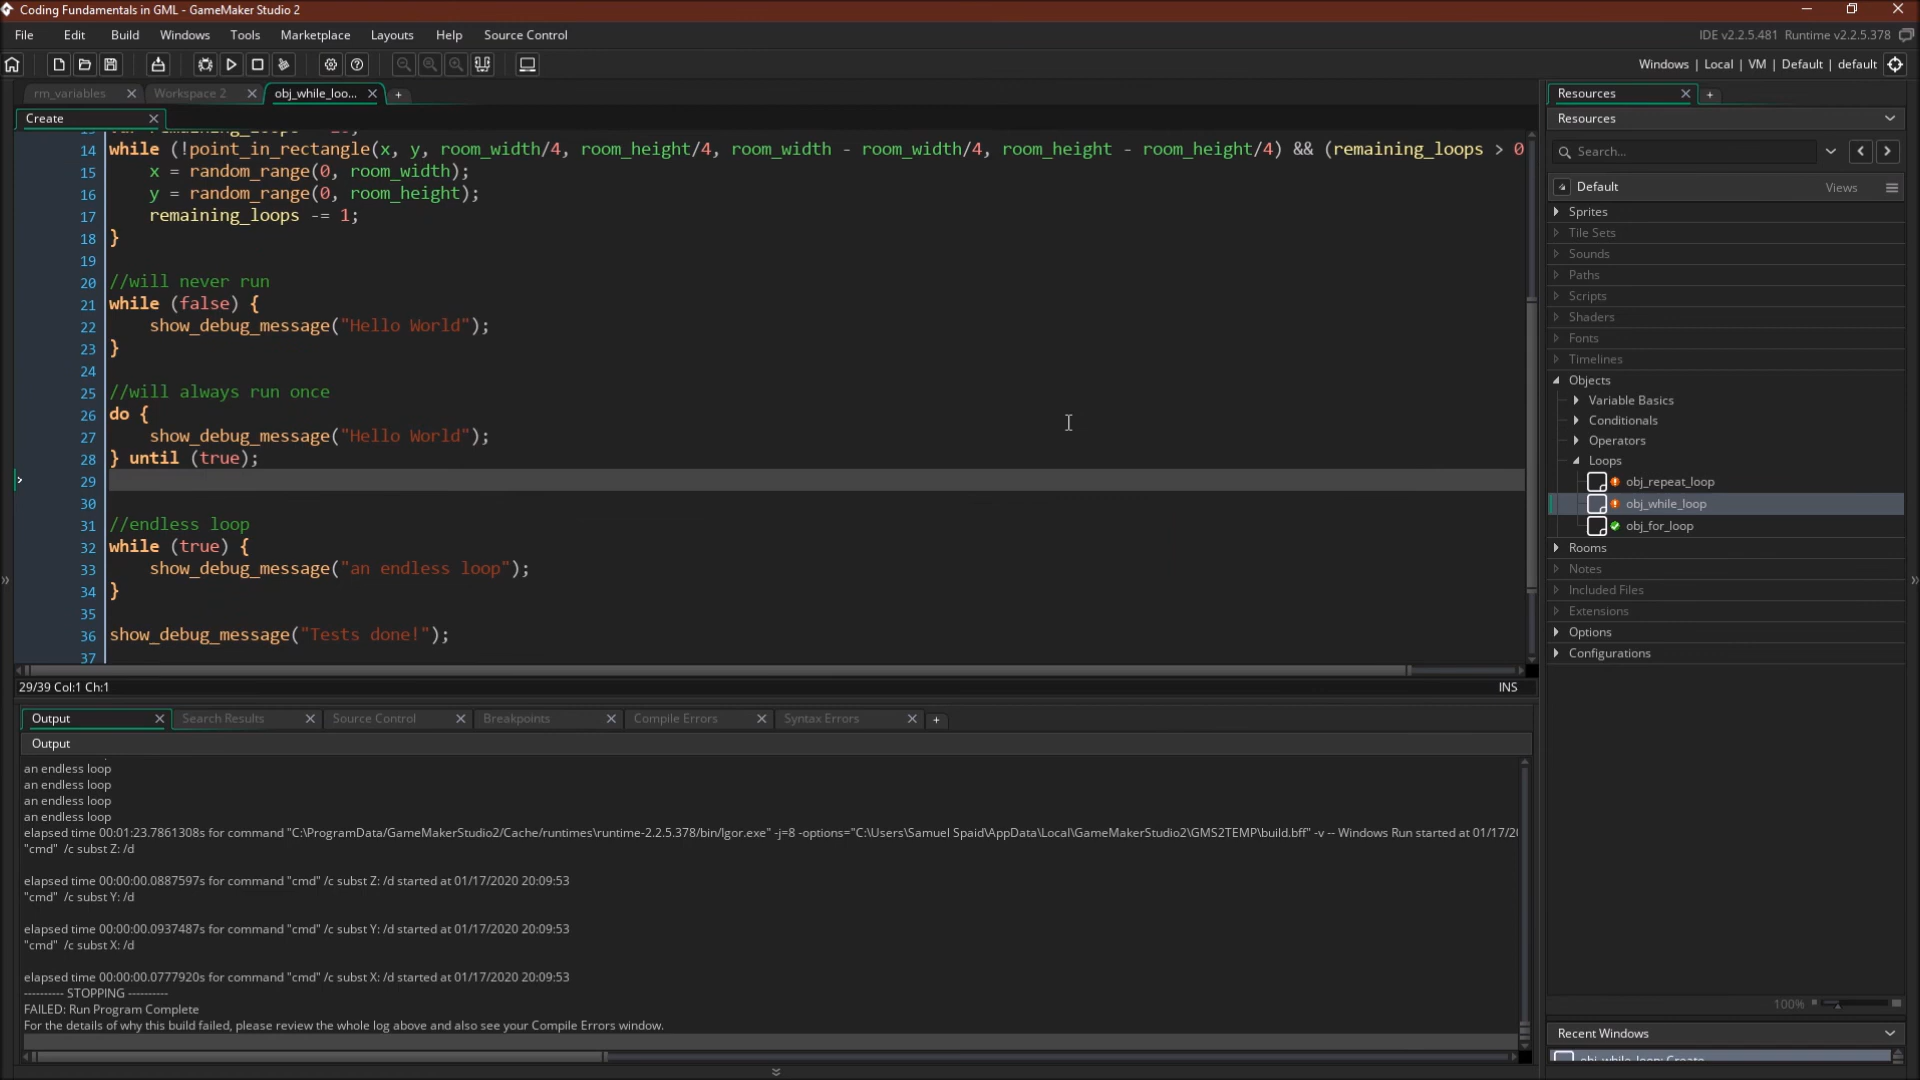 Coding Fundamentals in GML - GameMaker Studio 2
File Edit Build Windows Tools Marketplace Layouts Help Source Control
IDE v2.2.5.481 Runtime v2.2.5.378
Windows | Local | VM | Default | default
rm_variables Workspace 2 obj_while_loo... +
Create
14 while (!point_in_rectangle(x, y, room_width/4, room_height/4, room_width - room_width/4, room_height - room_height/4) && (remaining_loops > 0
15 x = random_range(0, room_width);
16 y = random_range(0, room_height);
17 remaining_loops -= 1;
18 }
19
20 //will never run
21 while (false) {
22 show_debug_message("Hello World");
23 }
24
25 //will always run once
26 do {
27 show_debug_message("Hello World");
28 } until (true);
29
30
31 //endless loop
32 while (true) {
33 show_debug_message("an endless loop");
34 }
35
36 show_debug_message("Tests done!");
37
29/39 Col:1 Ch:1
INS
Output Search Results Source Control Breakpoints Compile Errors Syntax Errors +
Output
an endless loop
an endless loop
an endless loop
an endless loop
elapsed time 00:01:23.7861308s for command "C:\ProgramData/GameMakerStudio2/Cache/runtimes\runtime-2.2.5.378/bin/Igor.exe" -j=8 -options="C:\Users\Samuel Spaid\AppData\Local\GameMakerStudio2\GMS2TEMP\build.bff" -v -- Windows Run started at 01/17/20
"cmd" /c subst Z: /d
elapsed time 00:00:00.0887597s for command "cmd" /c subst Z: /d started at 01/17/2020 20:09:53
"cmd" /c subst Y: /d
elapsed time 00:00:00.0937487s for command "cmd" /c subst Y: /d started at 01/17/2020 20:09:53
"cmd" /c subst X: /d
elapsed time 00:00:00.0777920s for command "cmd" /c subst X: /d started at 01/17/2020 20:09:53
---------- STOPPING ----------
FAILED: Run Program Complete
For the details of why this build failed, please review the whole log above and also see your Compile Errors window.
Resources +
Resources
Search...
Default Views
Sprites
Tile Sets
Sounds
Paths
Scripts
Shaders
Fonts
Timelines
Objects
Variable Basics
Conditionals
Operators
Loops
obj_repeat_loop
obj_while_loop
obj_for_loop
Rooms
Notes
Included Files
Extensions
Options
Configurations
100%
Recent Windows
obj_while_loop: Create